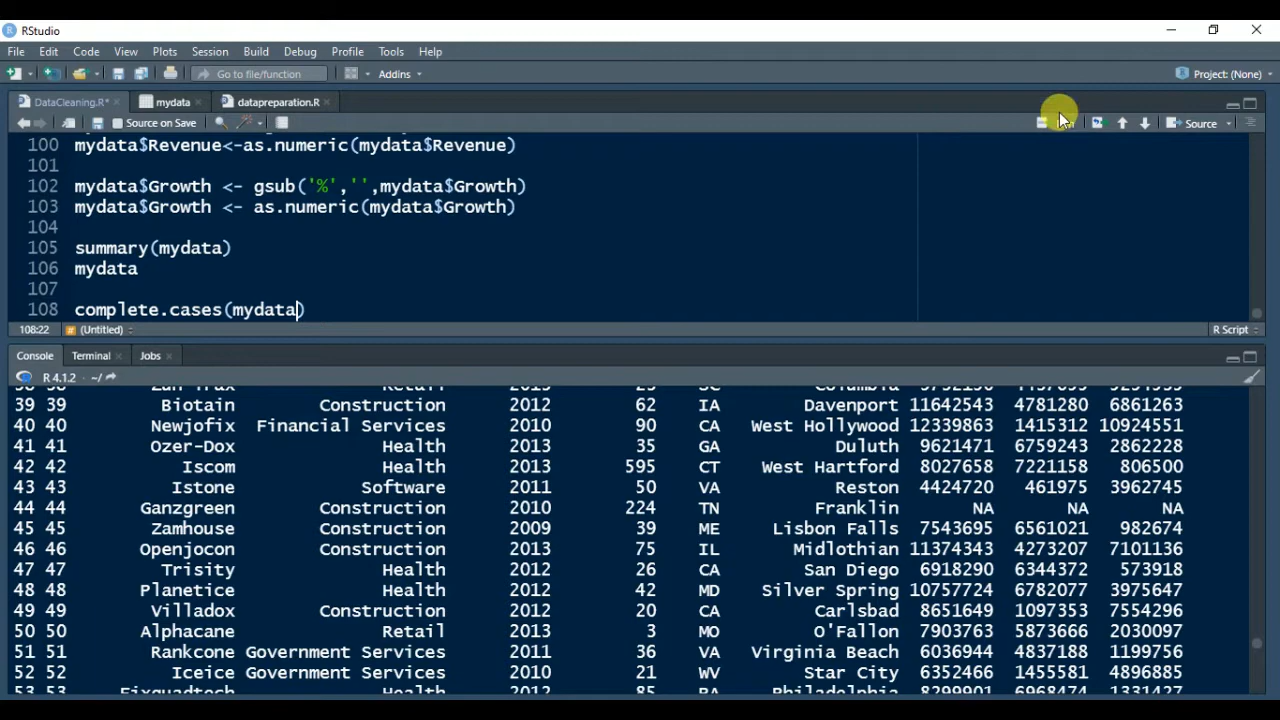 RStudio
File Edit Code View Plots Session Build Debug Profile Tools Help
Go to file/function Addins Project: (None)
DataCleaning.R* mydata datapreparation.R
Source on Save Source
100 mydata$Revenue<-as.numeric(mydata$Revenue)
101
102 mydata$Growth <- gsub('%','',mydata$Growth)
103 mydata$Growth <- as.numeric(mydata$Growth)
104
105 summary(mydata)
106 mydata
107
108 complete.cases(mydata)
108:22 (Untitled) R Script
Console Terminal Jobs
R 4.1.2 · ~/
39 39 Biotain Construction 2012 62 IA Davenport 11642543 4781280 6861263
40 40 Newjofix Financial Services 2010 90 CA West Hollywood 12339863 1415312 10924551
41 41 Ozer-Dox Health 2013 35 GA Duluth 9621471 6759243 2862228
42 42 Iscom Health 2013 595 CT West Hartford 8027658 7221158 806500
43 43 Istone Software 2011 50 VA Reston 4424720 461975 3962745
44 44 Ganzgreen Construction 2010 224 TN Franklin NA NA NA
45 45 Zamhouse Construction 2009 39 ME Lisbon Falls 7543695 6561021 982674
46 46 Openjocon Construction 2013 75 IL Midlothian 11374343 4273207 7101136
47 47 Trisity Health 2012 26 CA San Diego 6918290 6344372 573918
48 48 Planetice Health 2012 42 MD Silver Spring 10757724 6782077 3975647
49 49 Villadox Construction 2012 20 CA Carlsbad 8651649 1097353 7554296
50 50 Alphacane Retail 2013 3 MO O'Fallon 7903763 5873666 2030097
51 51 Rankcone Government Services 2011 36 VA Virginia Beach 6036944 4837188 1199756
52 52 Iceice Government Services 2010 21 WV Star City 6352466 1455581 4896885
53 53 Fixquadtech Health 2012 85 Philadelphia 8299901 6968474 1331427